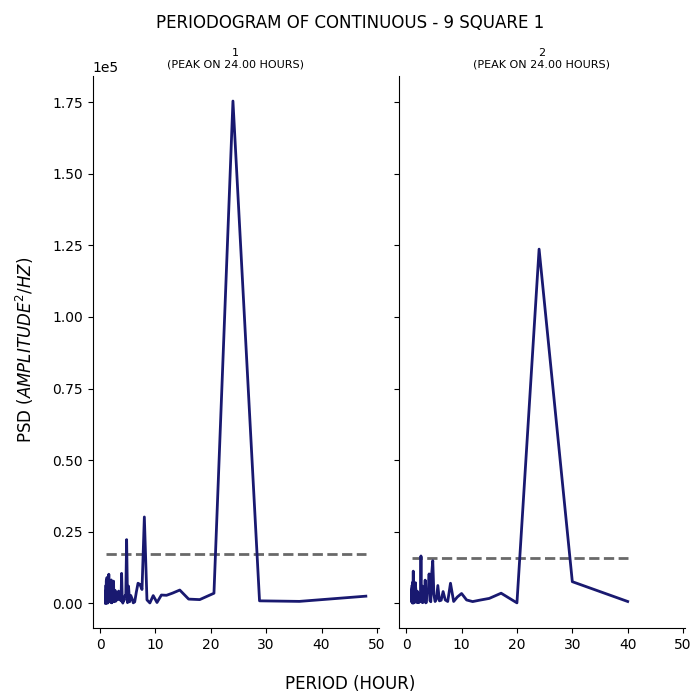 PERIODOGRAM OF CONTINUOUS - 9 SQUARE 1
1
(PEAK ON 24.00 HOURS)
2
(PEAK ON 24.00 HOURS)
1e5
1.75
1.50
1.25
1.00
0.75
0.50
0.25
0.00
PSD (AMPLITUDE²/HZ)
0 10 20 30 40 50
0 10 20 30 40 50
PERIOD (HOUR)